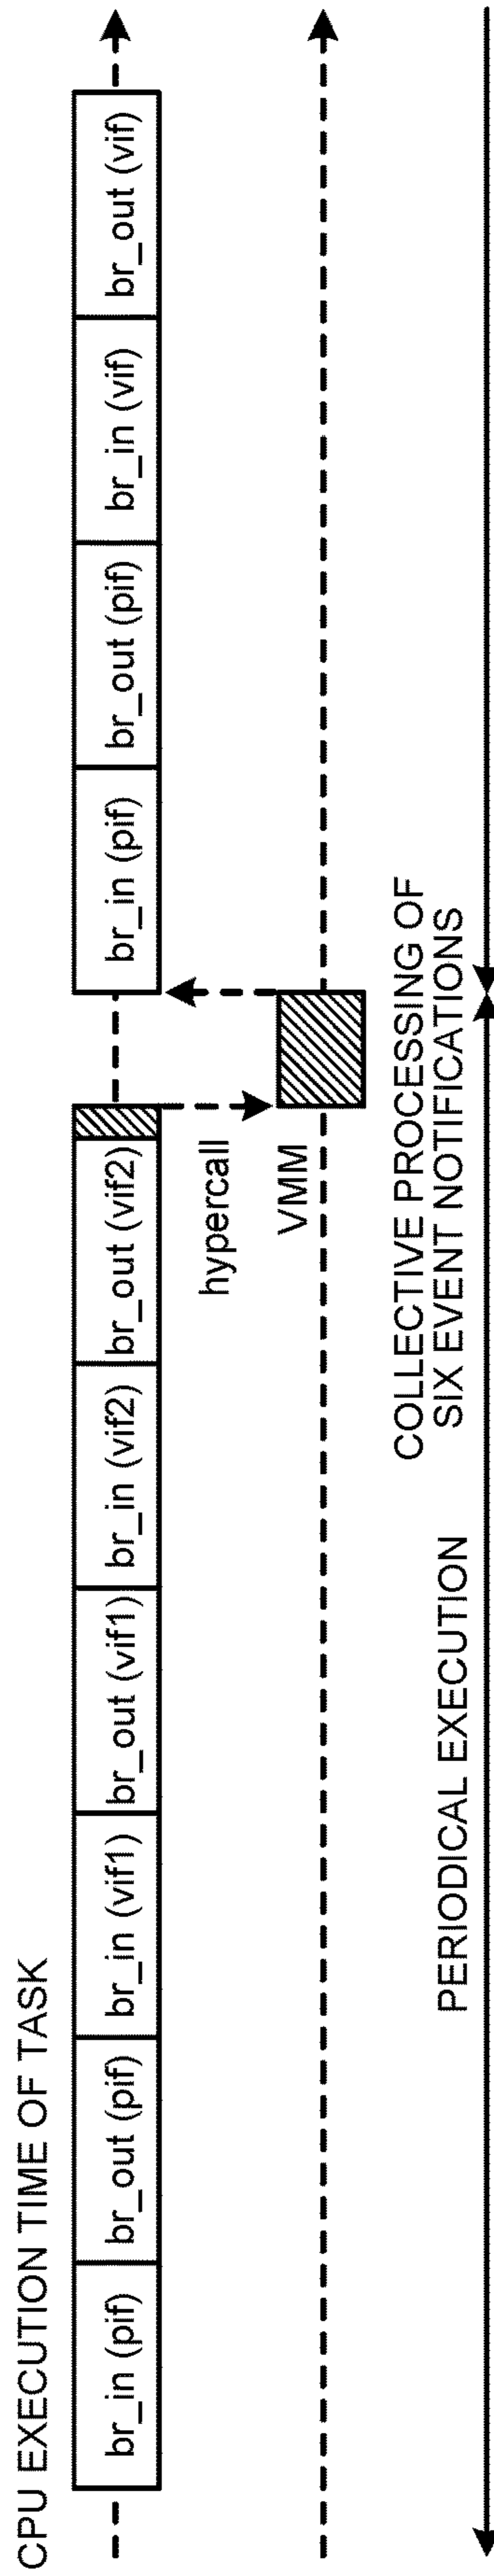 CPU EXECUTION TIME OF TASK
br_in (pif)
br_out (pif)
br_in (vif1)
br_out (vif1)
br_in (vif2)
br_out (vif2)
br_in (pif)
br_out (pif)
br_in (vif)
br_out (vif)
hypercall
VMM
COLLECTIVE PROCESSING OF
SIX EVENT NOTIFICATIONS
PERIODICAL EXECUTION